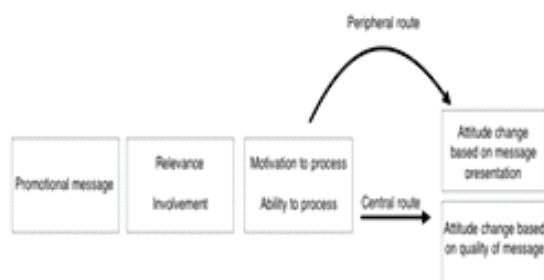 Peripheral route
Promotional message
Relevance
Involvement
Motivation to process
Ability to process
Central route
Attitude change
based on message
presentation
Attitude change based
on quality of message